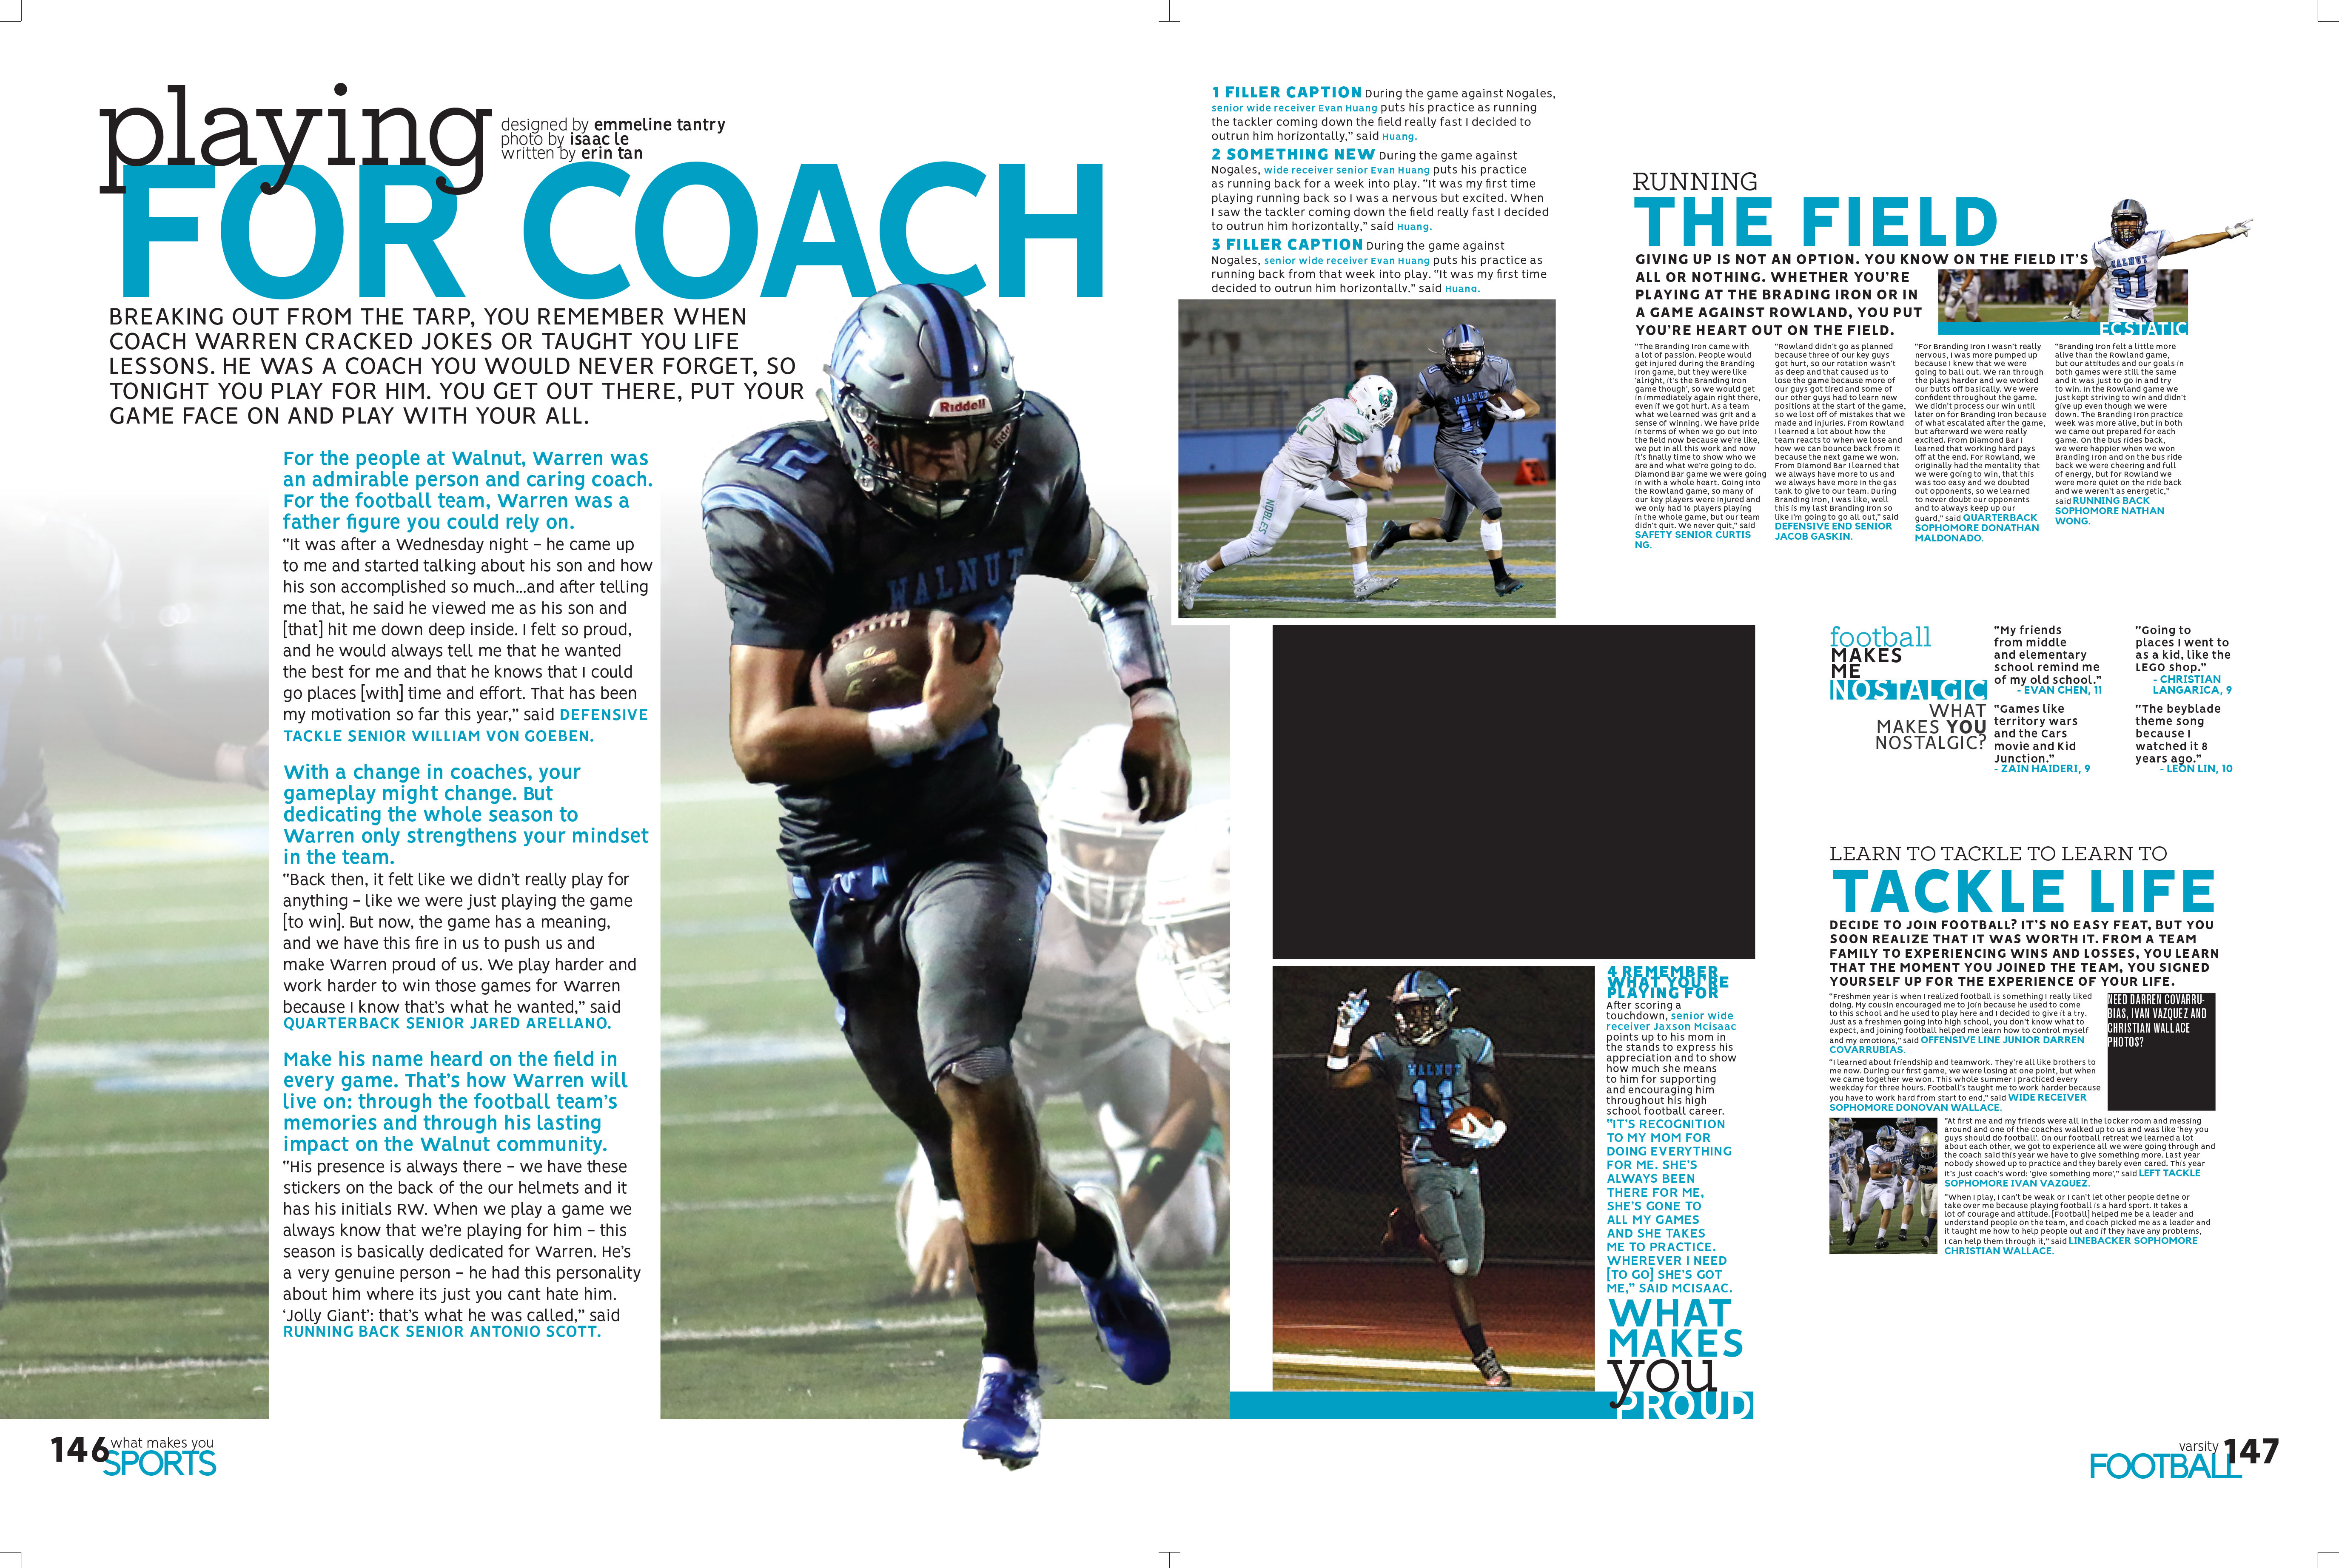 playing
FOR COACH
designed by emmeline tantry
photo by isaac le
written by erin tan
BREAKING OUT FROM THE TARP, YOU REMEMBER WHEN
COACH WARREN CRACKED JOKES OR TAUGHT YOU LIFE
LESSONS. HE WAS A COACH YOU WOULD NEVER FORGET, SO
TONIGHT YOU PLAY FOR HIM. YOU GET OUT THERE, PUT YOUR
GAME FACE ON AND PLAY WITH YOUR ALL.
For the people at Walnut, Warren was
an admirable person and caring coach.
For the football team, Warren was a
father figure you could rely on.
"It was after a Wednesday night – he came up
to me and started talking about his son and how
his son accomplished so much...and after telling
me that, he said he viewed me as his son and
[that] hit me down deep inside. I felt so proud,
and he would always tell me that he wanted
the best for me and that he knows that I could
go places [with] time and effort. That has been
my motivation so far this year," said DEFENSIVE
TACKLE SENIOR WILLIAM VON GOEBEN.
With a change in coaches, your
gameplay might change. But
dedicating the whole season to
Warren only strengthens your mindset
in the team.
"Back then, it felt like we didn't really play for
anything – like we were just playing the game
[to win]. But now, the game has a meaning,
and we have this fire in us to push us and
make Warren proud of us. We play harder and
work harder to win those games for Warren
because I know that's what he wanted," said
QUARTERBACK SENIOR JARED ARELLANO.
Make his name heard on the field in
every game. That's how Warren will
live on: through the football team's
memories and through his lasting
impact on the Walnut community.
"His presence is always there – we have these
stickers on the back of the our helmets and it
has his initials RW. When we play a game we
always know that we're playing for him – this
season is basically dedicated for Warren. He's
a very genuine person – he had this personality
about him where its just you cant hate him.
'Jolly Giant': that's what he was called," said
RUNNING BACK SENIOR ANTONIO SCOTT.
Riddell
12
WALNUT
146 what makes you
SPORTS
1 FILLER CAPTION During the game against Nogales,
senior wide receiver Evan Huang puts his practice as running
the tackler coming down the field really fast I decided to
outrun him horizontally," said Huang.
2 SOMETHING NEW During the game against
Nogales, wide receiver senior Evan Huang puts his practice
as running back for a week into play. "It was my first time
playing running back so I was a nervous but excited. When
I saw the tackler coming down the field really fast I decided
to outrun him horizontally," said Huang.
3 FILLER CAPTION During the game against
Nogales, senior wide receiver Evan Huang puts his practice as
running back from that week into play. "It was my first time
decided to outrun him horizontally." said Huang.
WALNUT
NOBLES
4 REMEMBER
WHAT YOU'RE
PLAYING FOR
After scoring a
touchdown, senior wide
receiver Jaxson Mcisaac
points up to his mom in
the stands to express his
appreciation and to show
how much she means
to him for supporting
and encouraging him
throughout his high
school football career.
"IT'S RECOGNITION
TO MY MOM FOR
DOING EVERYTHING
FOR ME. SHE'S
ALWAYS BEEN
THERE FOR ME,
SHE'S GONE TO
ALL MY GAMES
AND SHE TAKES
ME TO PRACTICE.
WHEREVER I NEED
[TO GO] SHE'S GOT
ME," SAID MCISAAC.
WALNUT
11
WHAT
MAKES
you
PROUD
RUNNING
THE FIELD
GIVING UP IS NOT AN OPTION. YOU KNOW ON THE FIELD IT'S
ALL OR NOTHING. WHETHER YOU'RE
PLAYING AT THE BRADING IRON OR IN
A GAME AGAINST ROWLAND, YOU PUT
YOU'RE HEART OUT ON THE FIELD.
WALNUT
31
ECSTATIC
"The Branding Iron came with
a lot of passion. People would
get injured during the Branding
Iron game, but they were like
'alright, it's the Branding Iron
game though', so we would get
in immediately again right there,
even if we got hurt. As a team
what we learned was grit and a
sense of winning. We have pride
in terms of when we go out into
the field now because we're like,
we put in all this work and now
it's finally time to show who we
are and what we're going to do.
Diamond Bar game we were going
in with a whole heart. Going into
the Rowland game, so many of
our key players were injured and
we only had 16 players playing
in the whole game, but our team
didn't quit. We never quit," said
SAFETY SENIOR CURTIS
NG.
"Rowland didn't go as planned
because three of our key guys
got hurt, so our rotation wasn't
as deep and that caused us to
lose the game because more of
our guys got tired and some of
our other guys had to learn new
positions at the start of the game,
so we lost off of mistakes that we
made and injuries. From Rowland
I learned a lot about how the
team reacts to when we lose and
how we can bounce back from it
because the next game we won.
From Diamond Bar I learned that
we always have more to us and
we always have more in the gas
tank to give to our team. During
Branding Iron, I was like, well
this is my last Branding Iron so
like I'm going to go all out," said
DEFENSIVE END SENIOR
JACOB GASKIN.
"For Branding Iron I wasn't really
nervous, I was more pumped up
because I knew that we were
going to ball out. We ran through
the plays harder and we worked
our butts off basically. We were
confident throughout the game.
We didn't process our win until
later on for Branding Iron because
of what escalated after the game,
but afterward we were really
excited. From Diamond Bar I
learned that working hard pays
off at the end. For Rowland, we
originally had the mentality that
we were going to win, that this
was too easy and we doubted
out opponents, so we learned
to never doubt our opponents
and to always keep up our
guard," said QUARTERBACK
SOPHOMORE DONATHAN
MALDONADO.
"Branding Iron felt a little more
alive than the Rowland game,
but our attitudes and our goals in
both games were still the same
and it was just to go in and try
to win. In the Rowland game we
just kept striving to win and didn't
give up even though we were
down. The Branding Iron practice
week was more alive, but in both
we came out prepared for each
game. On the bus rides back,
we were happier when we won
Branding Iron and on the bus ride
back we were cheering and full
of energy, but for Rowland we
were more quiet on the ride back
and we weren't as energetic,"
said RUNNING BACK
SOPHOMORE NATHAN
WONG.
football
MAKES
ME
NOSTALGIC
WHAT
MAKES YOU
NOSTALGIC?
"My friends
from middle
and elementary
school remind me
of my old school."
- EVAN CHEN, 11
"Going to
places I went to
as a kid, like the
LEGO shop."
- CHRISTIAN
LANGARICA, 9
"Games like
territory wars
and the Cars
movie and Kid
Junction."
- ZAIN HAIDERI, 9
"The beyblade
theme song
because I
watched it 8
years ago."
- LEON LIN, 10
LEARN TO TACKLE TO LEARN TO
TACKLE LIFE
DECIDE TO JOIN FOOTBALL? IT'S NO EASY FEAT, BUT YOU
SOON REALIZE THAT IT WAS WORTH IT. FROM A TEAM
FAMILY TO EXPERIENCING WINS AND LOSSES, YOU LEARN
THAT THE MOMENT YOU JOINED THE TEAM, YOU SIGNED
YOURSELF UP FOR THE EXPERIENCE OF YOUR LIFE.
"Freshmen year is when I realized football is something I really liked
doing. My cousin encouraged me to join because he used to come
to this school and he used to play here and I decided to give it a try.
Just as a freshmen going into high school, you don't know what to
expect, and joining football helped me learn how to control myself
and my emotions," said OFFENSIVE LINE JUNIOR DARREN
COVARRUBIAS.
"I learned about friendship and teamwork. They're all like brothers to
me now. During our first game, we were losing at one point, but when
we came together we won. This whole summer I practiced every
weekday for three hours. Football's taught me to work harder because
you have to work hard from start to end," said WIDE RECEIVER
SOPHOMORE DONOVAN WALLACE.
NEED DARREN COVARRU-
BIAS, IVAN VAZQUEZ AND
CHRISTIAN WALLACE
PHOTOS?
"At first me and my friends were all in the locker room and messing
around and one of the coaches walked up to us and was like 'hey you
guys should do football'. On our football retreat we learned a lot
about each other, we got to experience all we were going through and
the coach said this year we have to give something more. Last year
nobody showed up to practice and they barely even cared. This year
it's just coach's word: 'give something more'," said LEFT TACKLE
SOPHOMORE IVAN VAZQUEZ.
"When I play, I can't be weak or I can't let other people define or
take over me because playing football is a hard sport. It takes a
lot of courage and attitude. [Football] helped me be a leader and
understand people on the team, and coach picked me as a leader and
it taught me how to help people out and if they have any problems,
I can help them through it," said LINEBACKER SOPHOMORE
CHRISTIAN WALLACE.
varsity 147
FOOTBALL